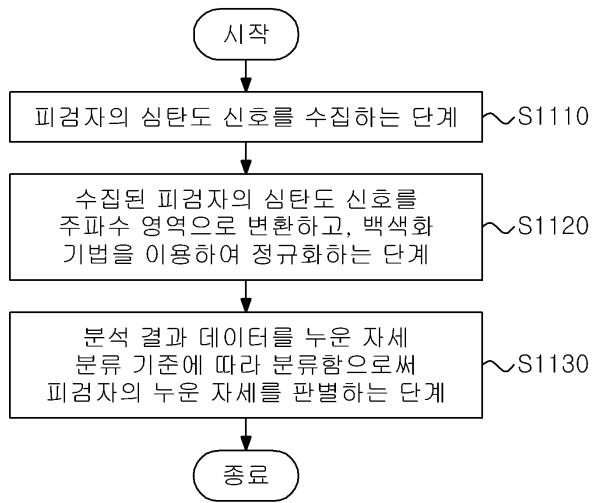 시작
피검자의 심탄도 신호를 수집하는 단계
S1110
수집된 피검자의 심탄도 신호를
주파수 영역으로 변환하고, 백색화
기법을 이용하여 정규화하는 단계
S1120
분석 결과 데이터를 누운 자세
분류 기준에 따라 분류함으로써
피검자의 누운 자세를 판별하는 단계
S1130
종료